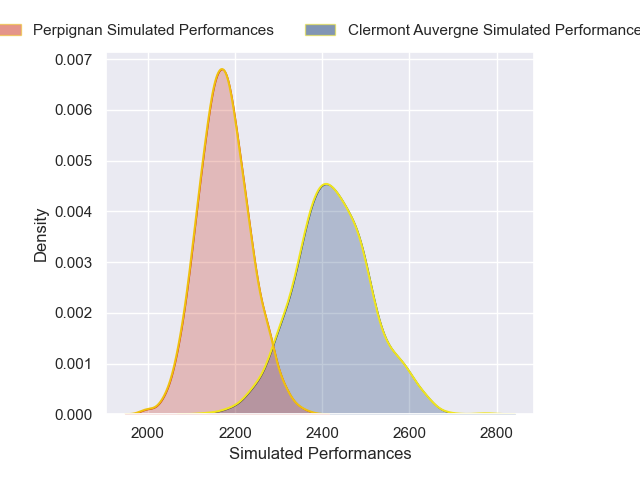 Perpignan Simulated Performances Clermont Auvergne Simulated Performance
0.007
0.006
0.005
0.004
0.003
0.002
0.001
0.000
Density
2000 2200 2400 2600 2800
Simulated Performances